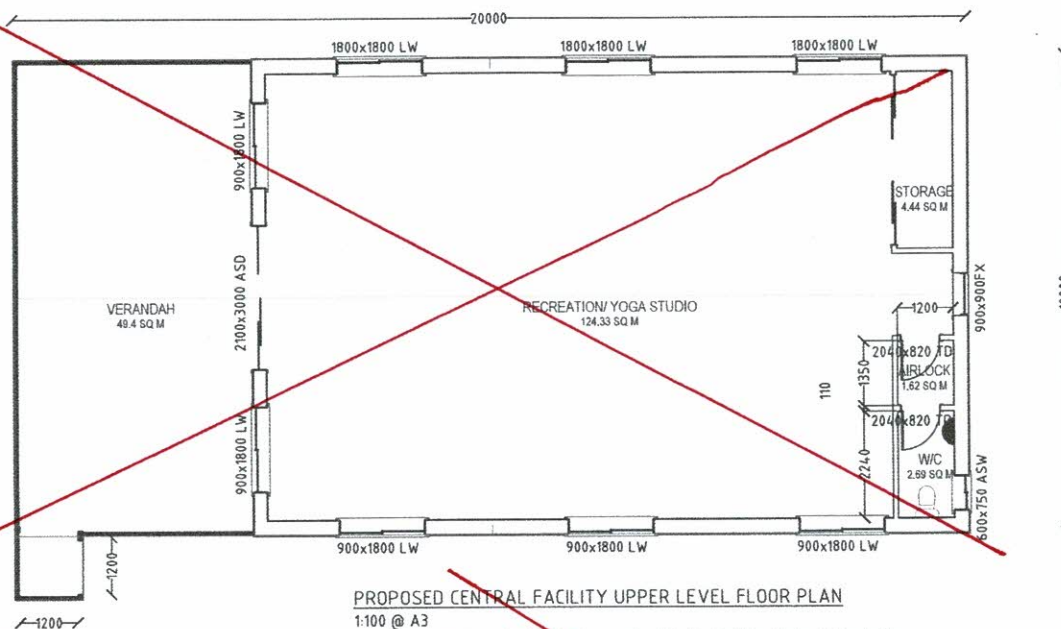 20000
1800x1800 LW
1800x1800 LW
1800x1800 LW
900x1800 LW
STORAGE
4.44 SQ M
2100x3000 ASD
VERANDAH
49.4 SQ M
RECREATION/ YOGA STUDIO
124.33 SQ M
900x900FX
1200
2040x820 TD
AIRLOCK
1.62 SQ M
1350
110
2040x820 TD
900x1800 LW
2240
W/C
2.69 SQ M
600x750 ASW
900x1800 LW
900x1800 LW
900x1800 LW
1200
1200
PROPOSED CENTRAL FACILITY UPPER LEVEL FLOOR PLAN
1:100 @ A3